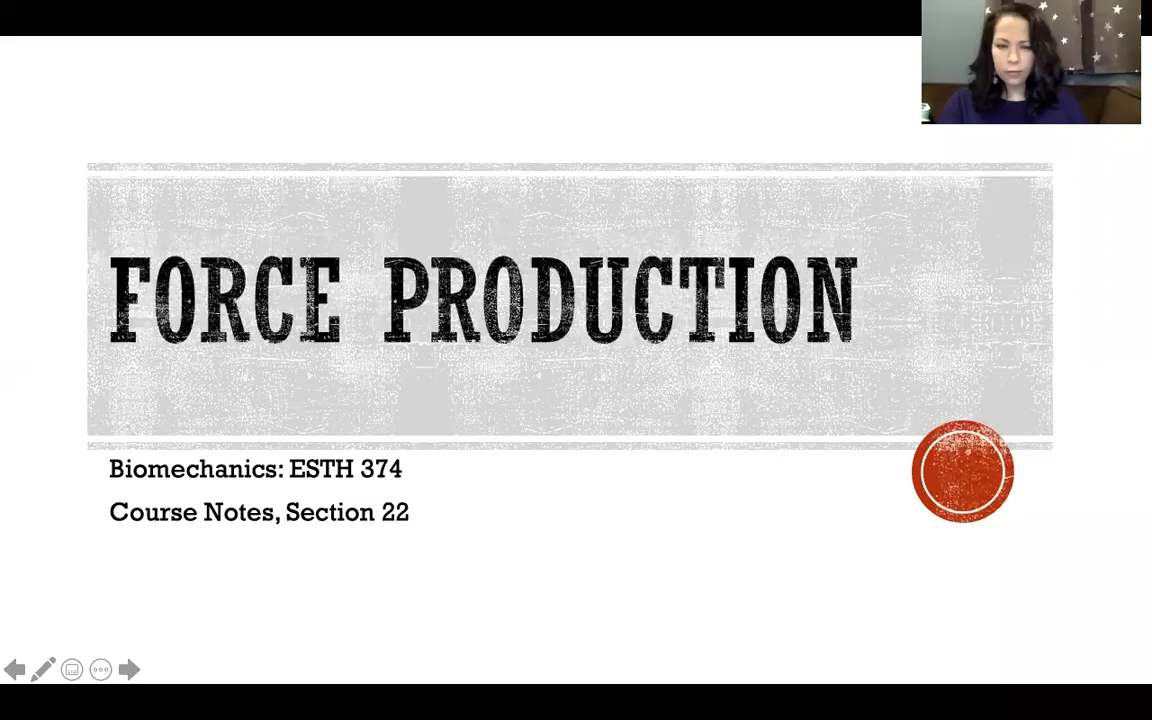 FORCE PRODUCTION
Biomechanics: ESTH 374
Course Notes, Section 22